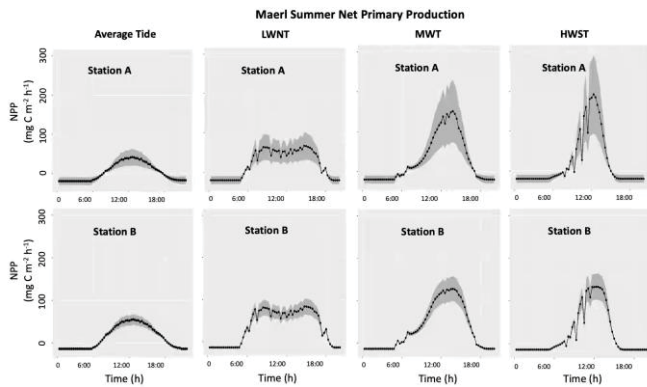 Maerl Summer Net Primary Production
Average Tide LWNT MWT HWST
NPP
(mg C m⁻² h⁻¹)
300
200
100
0
Station A Station A Station A Station A
0 6:00 12:00 18:00 0 6:00 12:00 18:00 0 6:00 12:00 18:00 0 6:00 12:00 18:00
NPP
(mg C m⁻² h⁻¹)
300
200
100
0
Station B Station B Station B Station B
0 6:00 12:00 18:00 0 6:00 12:00 18:00 0 6:00 12:00 18:00 0 6:00 12:00 18:00
Time (h) Time (h) Time (h) Time (h)